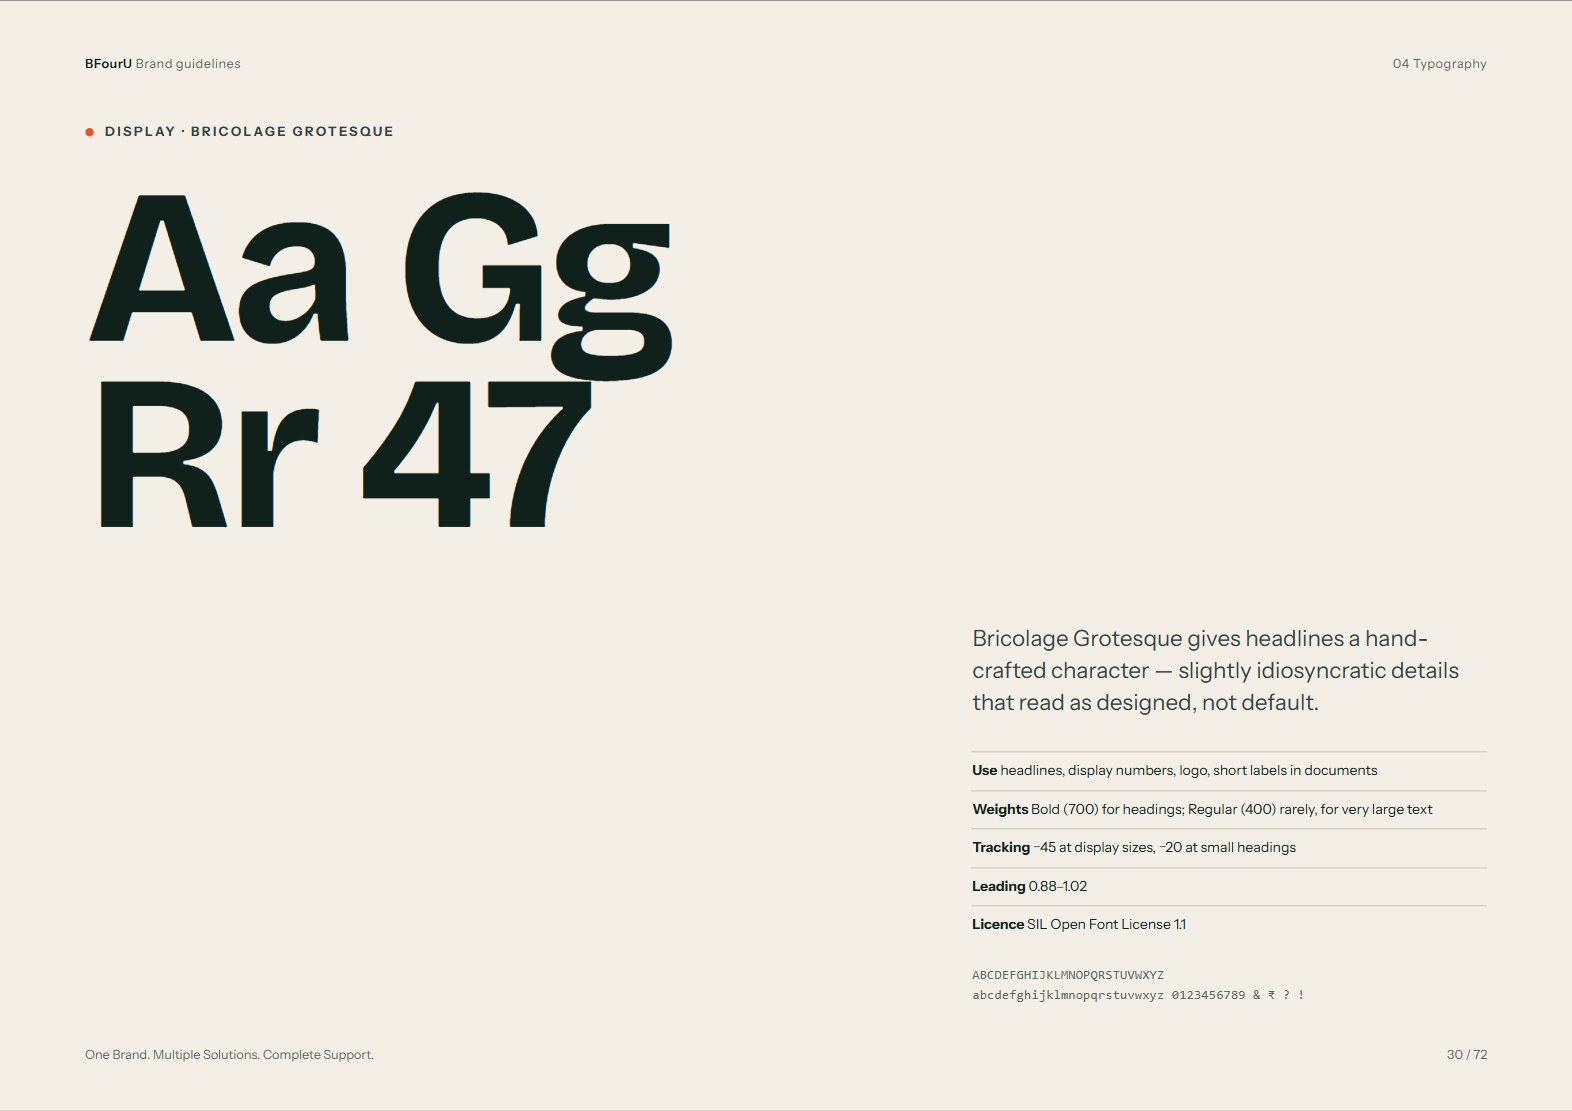 BFourU Brand guidelines
04 Typography
DISPLAY · BRICOLAGE GROTESQUE
Aa Gg
Rr 47
Bricolage Grotesque gives headlines a hand-
crafted character — slightly idiosyncratic details
that read as designed, not default.
Use headlines, display numbers, logo, short labels in documents
Weights Bold (700) for headings; Regular (400) rarely, for very large text
Tracking −45 at display sizes, −20 at small headings
Leading 0.88–1.02
Licence SIL Open Font License 1.1
ABCDEFGHIJKLMNOPQRSTUVWXYZ
abcdefghijklmnopqrstuvwxyz 0123456789 & ₹ ? !
One Brand. Multiple Solutions. Complete Support.
30 / 72